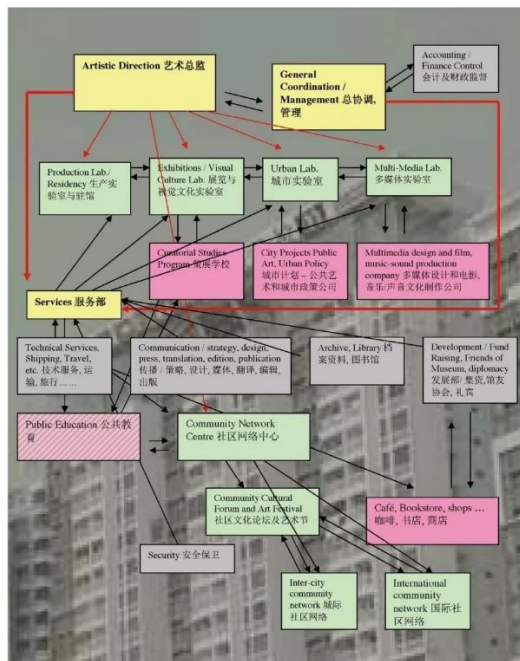 Artistic Direction 艺术总监
General
Coordination /
Management 总协调,
管理
Accounting /
Finance Control
会计及财政监督
Production Lab./
Residency 生产实
验室与驻馆
Exhibitions / Visual
Culture Lab. 展览与
视觉文化实验室
Urban Lab.
城市实验室
Multi-Media Lab.
多媒体实验室
Curatorial Studies
Program 策展学校
City Projects Public
Art, Urban Policy
城市计划 – 公共艺
术和城市政策公司
Multimedia design and film,
music-sound production
company 多媒体设计和电影,
音乐/声音文化制作公司
Services 服务部
Technical Services,
Shipping, Travel,
etc. 技术服务, 运
输, 旅行……
Communication / strategy, design,
press, translation, edition, publication
传播 / 策略, 设计, 媒体, 翻译, 编辑,
出版
Archive, Library 档
案资料, 图书馆
Development / Fund
Raising, Friends of
Museum, diplomacy
发展部/ 集资,馆友
协会, 礼宾
Public Education 公共教
育
Community Network
Centre 社区网络中心
Community Cultural
Forum and Art Festival
社区文化论坛及艺术节
Café, Bookstore, shops …
咖啡, 书店, 商店
Security 安全保卫
Inter-city
community
network 城际
社区网络
International
community
network 国际社
区网络